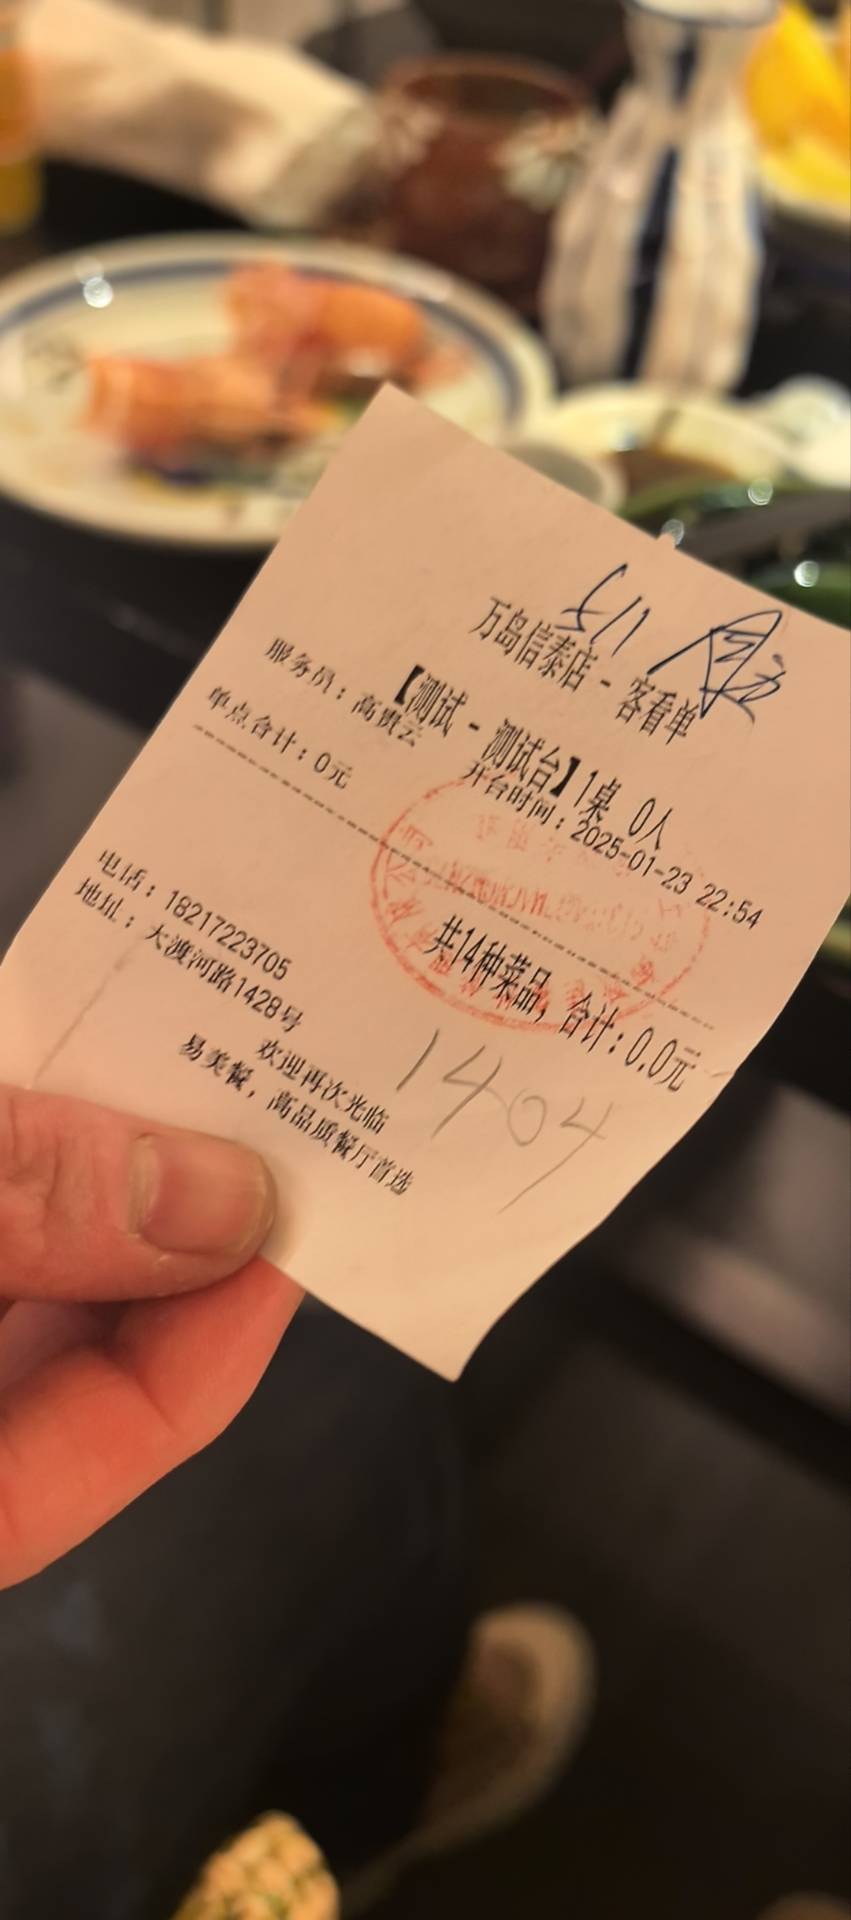 511
万岛信泰店 - 客看单
【测试 - 测试台】1桌 0人
服务员：高贵云
开台时间：2025-01-23 22:54
单点合计：0元
共14种菜品，合计：0.0元
电话：18217223705
地址：大渡河路1428号
1404
欢迎再次光临
易美餐，高品质餐厅首选